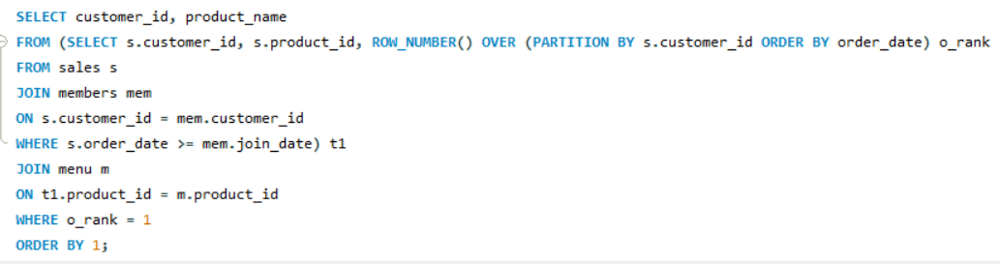 SELECT customer_id, product_name
FROM (SELECT s.customer_id, s.product_id, ROW_NUMBER() OVER (PARTITION BY s.customer_id ORDER BY order_date) o_rank
FROM sales s
JOIN members mem
ON s.customer_id = mem.customer_id
WHERE s.order_date >= mem.join_date) t1
JOIN menu m
ON t1.product_id = m.product_id
WHERE o_rank = 1
ORDER BY 1;